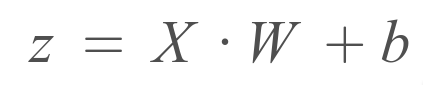 z = X · W + b